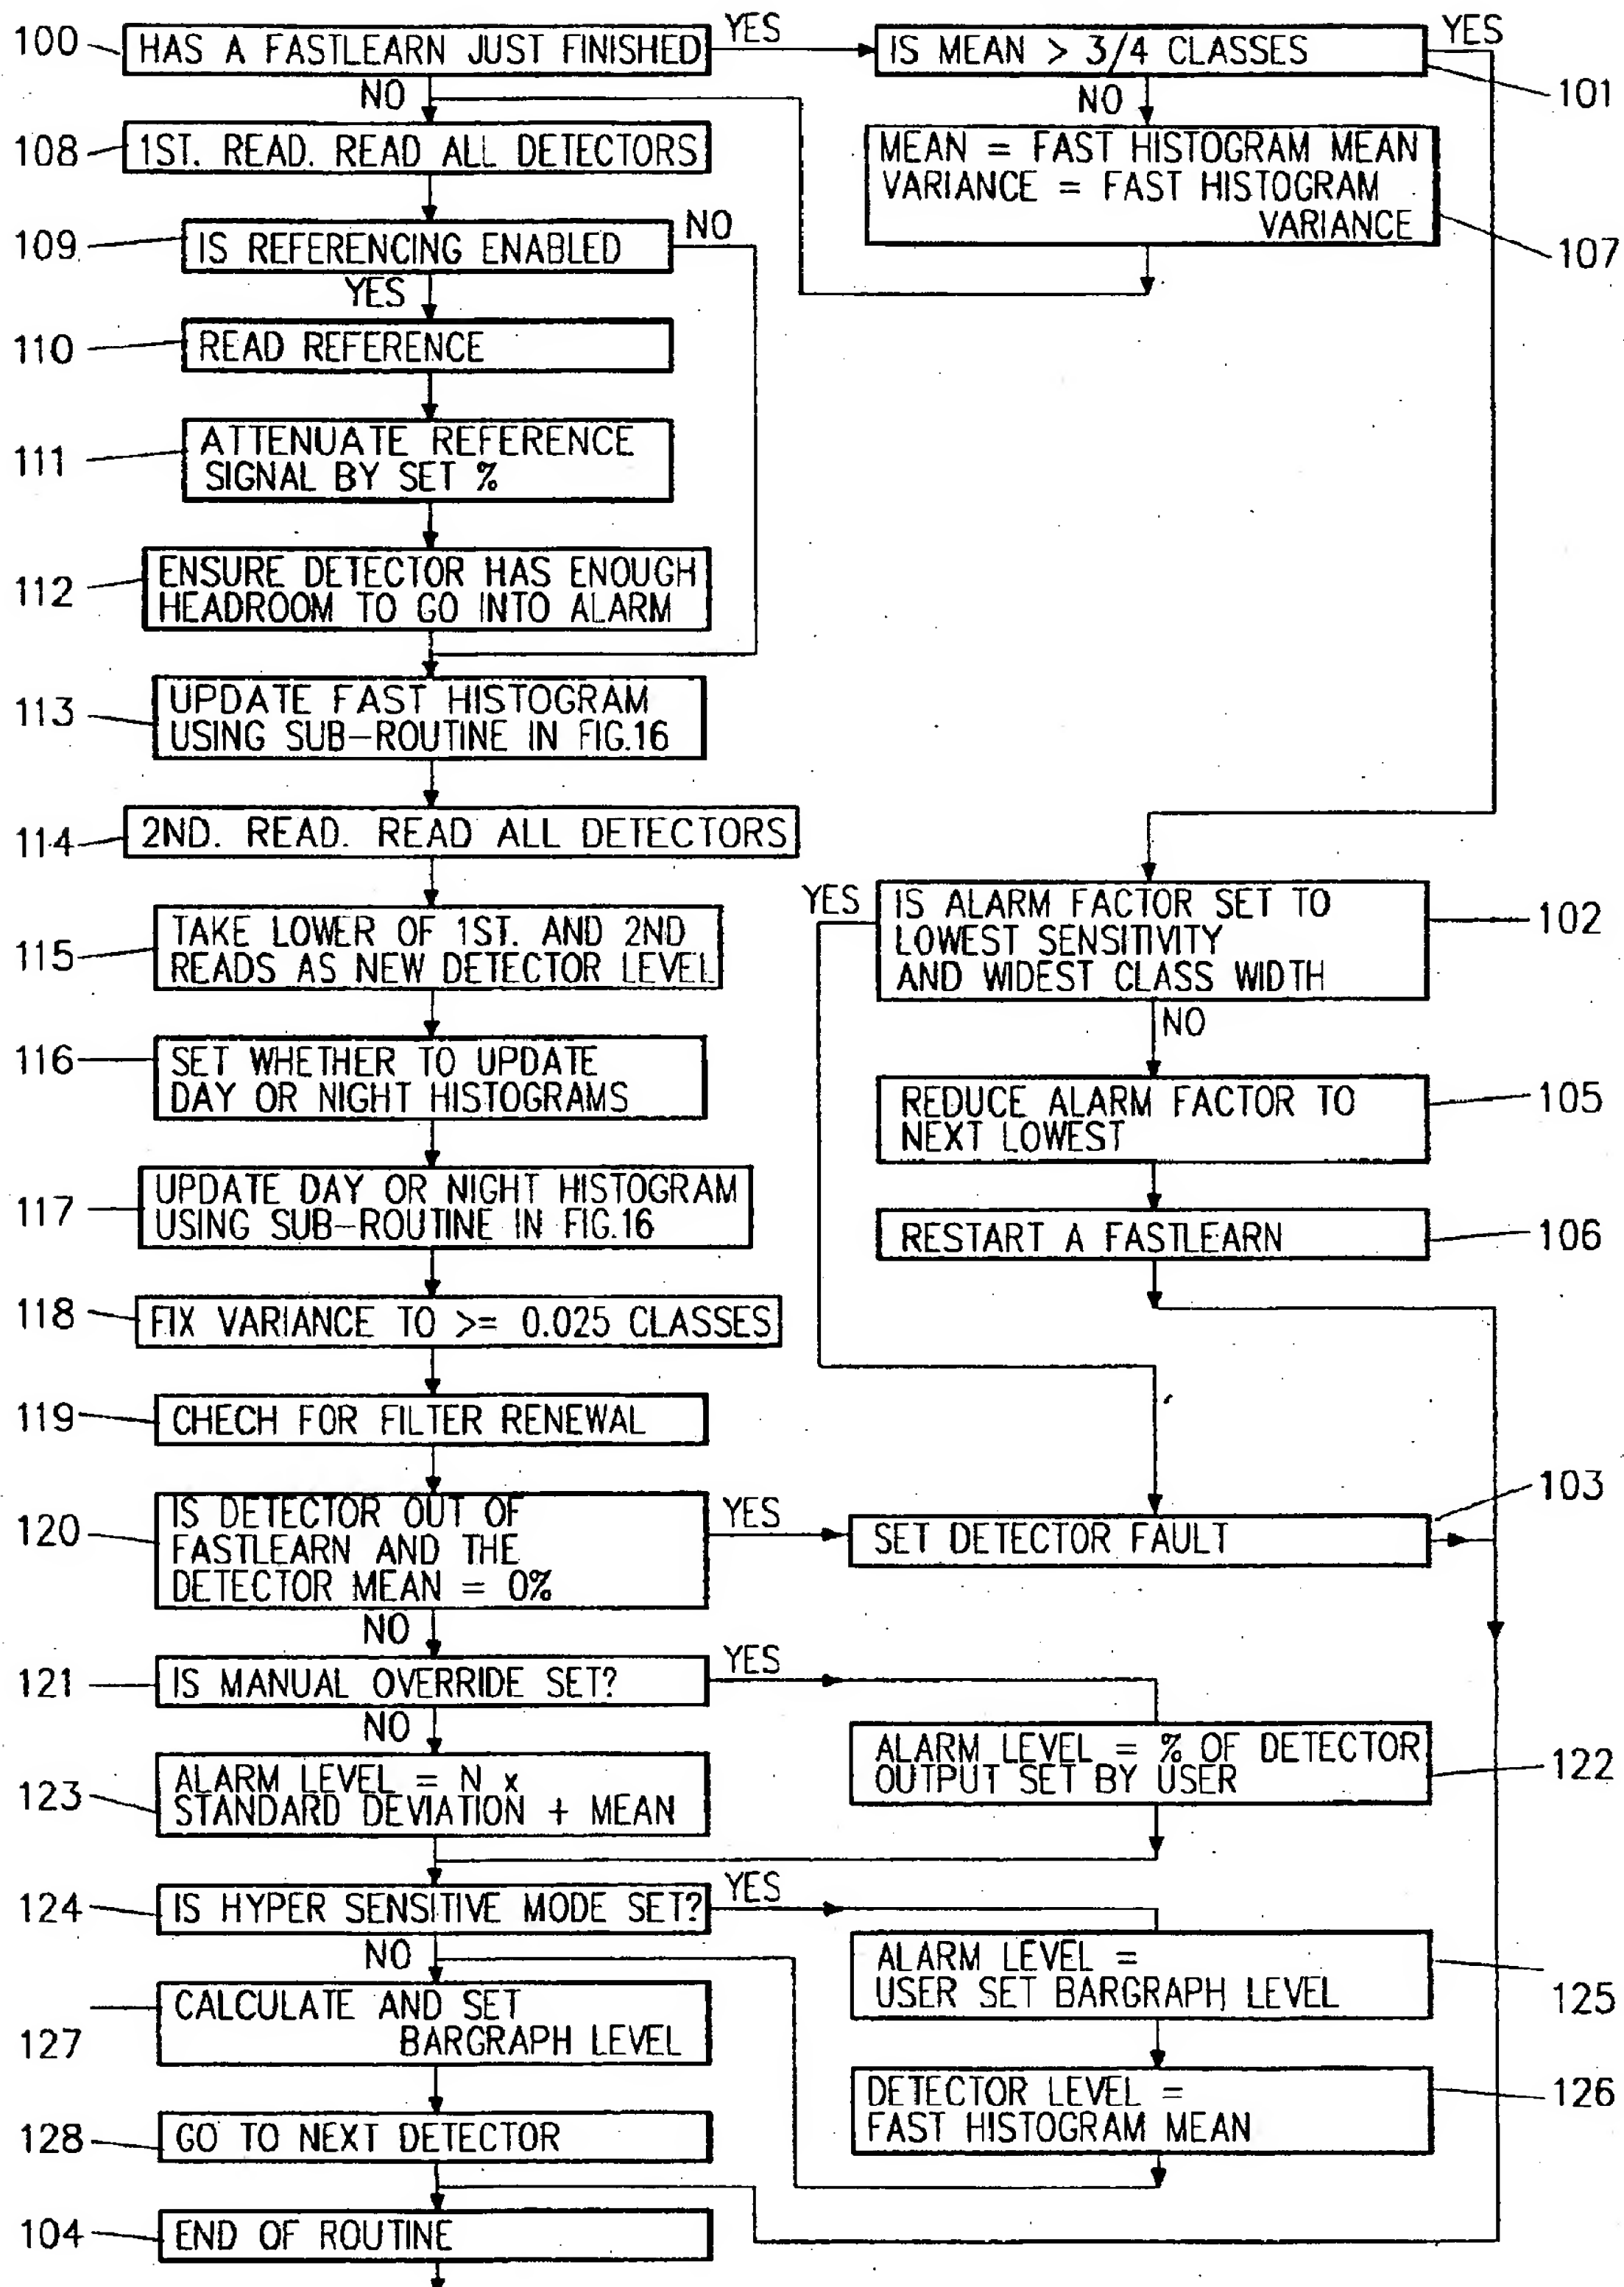 100
HAS A FASTLEARN JUST FINISHED
YES
IS MEAN > 3/4 CLASSES
YES
101
NO
NO
108
1ST. READ. READ ALL DETECTORS
MEAN = FAST HISTOGRAM MEAN
VARIANCE = FAST HISTOGRAM
VARIANCE
107
109
IS REFERENCING ENABLED
NO
YES
110
READ REFERENCE
111
ATTENUATE REFERENCE
SIGNAL BY SET %
112
ENSURE DETECTOR HAS ENOUGH
HEADROOM TO GO INTO ALARM
113
UPDATE FAST HISTOGRAM
USING SUB-ROUTINE IN FIG.16
114
2ND. READ. READ ALL DETECTORS
YES
IS ALARM FACTOR SET TO
LOWEST SENSITIVITY
AND WIDEST CLASS WIDTH
102
115
TAKE LOWER OF 1ST. AND 2ND
READS AS NEW DETECTOR LEVEL
NO
116
SET WHETHER TO UPDATE
DAY OR NIGHT HISTOGRAMS
REDUCE ALARM FACTOR TO
NEXT LOWEST
105
117
UPDATE DAY OR NIGHT HISTOGRAM
USING SUB-ROUTINE IN FIG.16
RESTART A FASTLEARN
106
118
FIX VARIANCE TO >= 0.025 CLASSES
119
CHECH FOR FILTER RENEWAL
120
IS DETECTOR OUT OF
FASTLEARN AND THE
DETECTOR MEAN = 0%
YES
SET DETECTOR FAULT
103
NO
121
IS MANUAL OVERRIDE SET?
YES
NO
ALARM LEVEL = % OF DETECTOR
OUTPUT SET BY USER
122
123
ALARM LEVEL = N x
STANDARD DEVIATION + MEAN
124
IS HYPER SENSITIVE MODE SET?
YES
NO
ALARM LEVEL =
USER SET BARGRAPH LEVEL
125
127
CALCULATE AND SET
BARGRAPH LEVEL
DETECTOR LEVEL =
FAST HISTOGRAM MEAN
126
128
GO TO NEXT DETECTOR
104
END OF ROUTINE